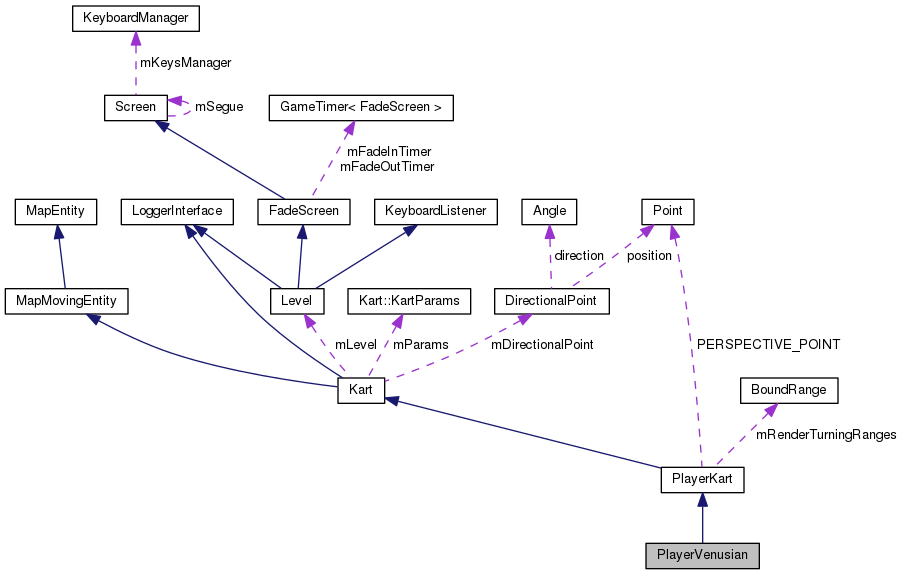 KeyboardManager
mKeysManager
Screen
mSegue
GameTimer< FadeScreen >
mFadeInTimer
mFadeOutTimer
MapEntity
LoggerInterface
FadeScreen
KeyboardListener
Angle
Point
direction
position
MapMovingEntity
Level
Kart::KartParams
DirectionalPoint
mLevel
mParams
mDirectionalPoint
PERSPECTIVE_POINT
Kart
BoundRange
mRenderTurningRanges
PlayerKart
PlayerVenusian